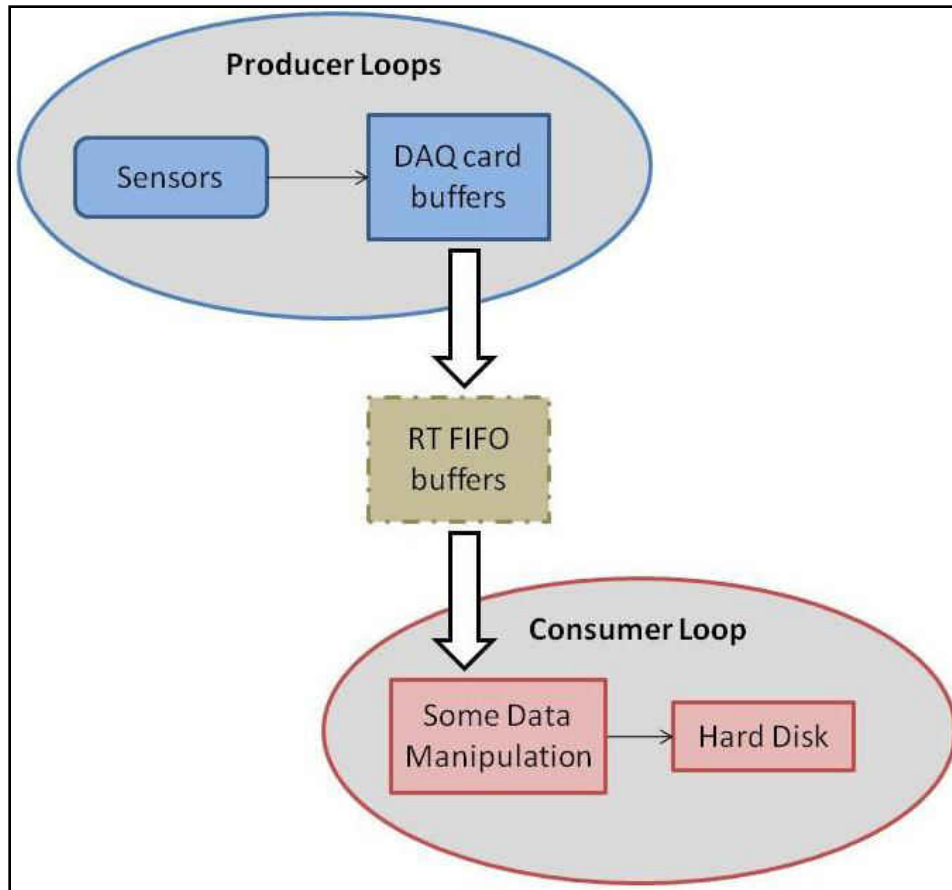 Producer Loops
Sensors
DAQ card
buffers
RT FIFO
buffers
Consumer Loop
Some Data
Manipulation
Hard Disk